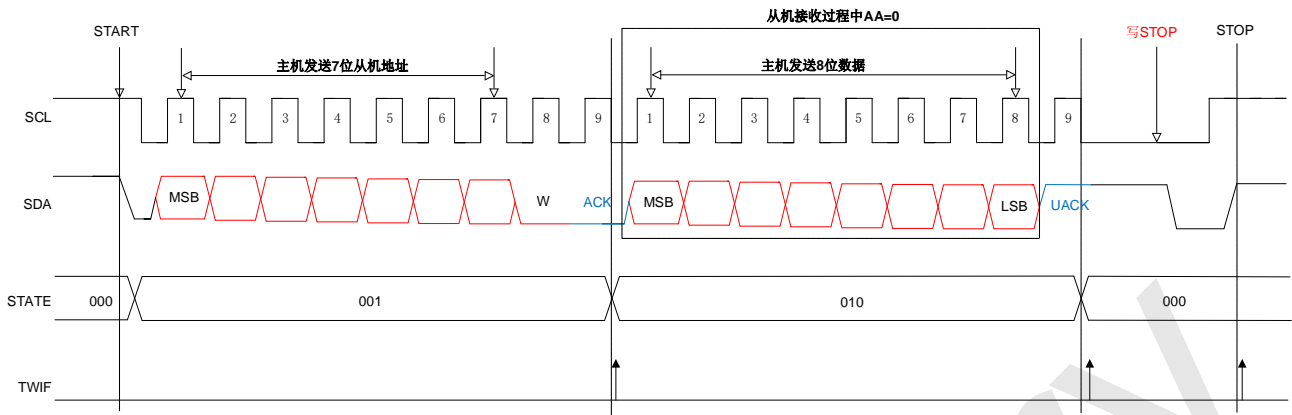 从机接收过程中AA=0
START
写STOP
STOP
主机发送7位从机地址
主机发送8位数据
SCL
1 2 3 4 5 6 7 8 9 1 2 3 4 5 6 7 8 9
SDA
MSB W ACK MSB LSB UACK
STATE 000 001 010 000
TWIF